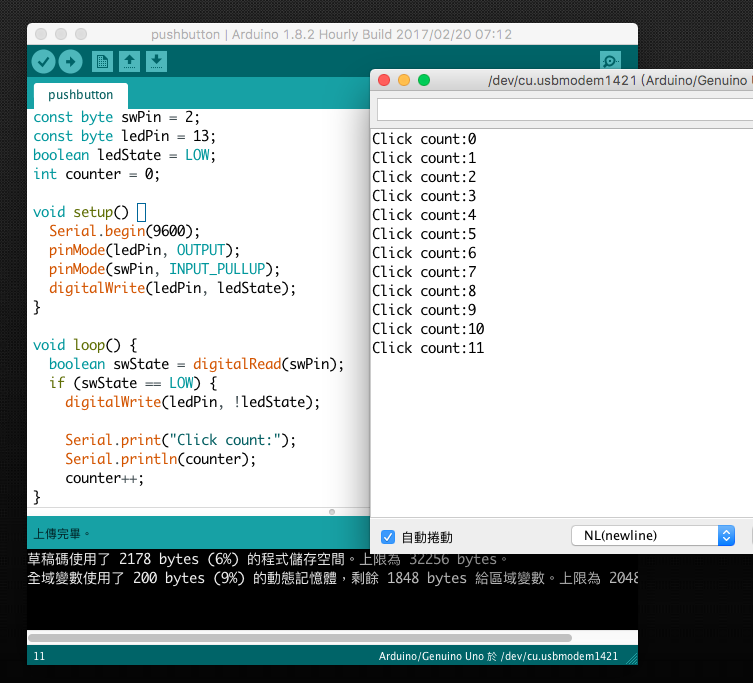 pushbutton | Arduino 1.8.2 Hourly Build 2017/02/20 07:12
pushbutton
const byte swPin = 2;
const byte ledPin = 13;
boolean ledState = LOW;
int counter = 0;
void setup() {
Serial.begin(9600);
pinMode(ledPin, OUTPUT);
pinMode(swPin, INPUT_PULLUP);
digitalWrite(ledPin, ledState);
}
void loop() {
boolean swState = digitalRead(swPin);
if (swState == LOW) {
digitalWrite(ledPin, !ledState);
Serial.print("Click count:");
Serial.println(counter);
counter++;
}
上傳完畢。
草稿碼使用了 2178 bytes (6%) 的程式儲存空間。上限為 32256 bytes。
全域變數使用了 200 bytes (9%) 的動態記憶體，剩餘 1848 bytes 給區域變數。上限為 2048
11
Arduino/Genuino Uno 於 /dev/cu.usbmodem1421
/dev/cu.usbmodem1421 (Arduino/Genuino
Click count:0
Click count:1
Click count:2
Click count:3
Click count:4
Click count:5
Click count:6
Click count:7
Click count:8
Click count:9
Click count:10
Click count:11
自動捲動
NL(newline)